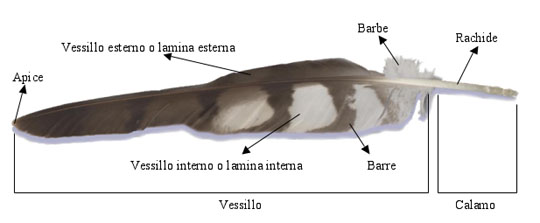 Barbe
Vessillo esterno o lamina esterna
Rachide
Apice
Vessillo interno o lamina interna
Barre
Vessillo
Calamo